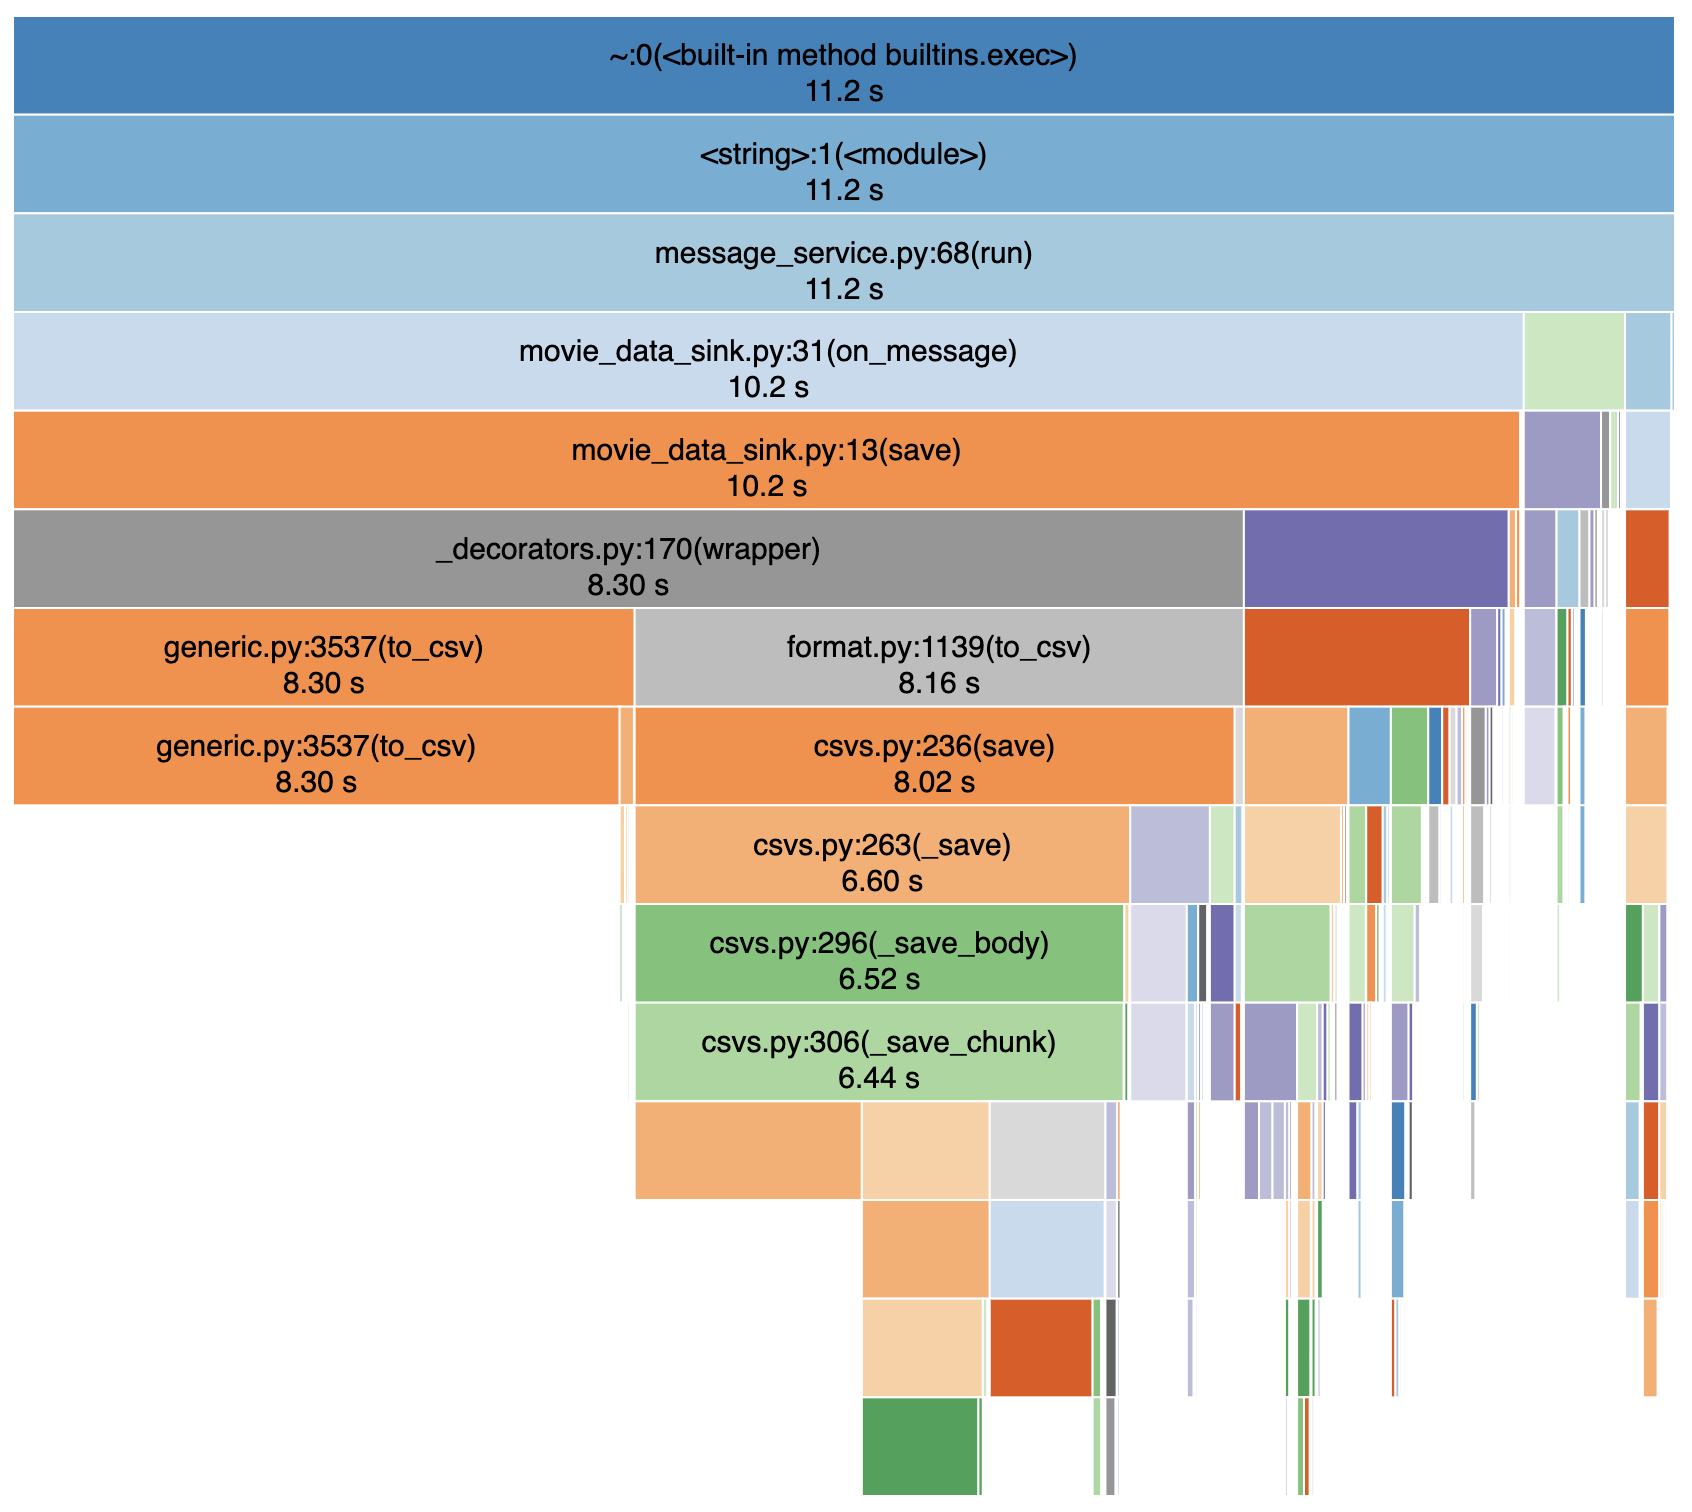 ~:0(<built-in method builtins.exec>)
11.2 s
<string>:1(<module>)
11.2 s
message_service.py:68(run)
11.2 s
movie_data_sink.py:31(on_message)
10.2 s
movie_data_sink.py:13(save)
10.2 s
_decorators.py:170(wrapper)
8.30 s
generic.py:3537(to_csv)
8.30 s
format.py:1139(to_csv)
8.16 s
generic.py:3537(to_csv)
8.30 s
csvs.py:236(save)
8.02 s
csvs.py:263(_save)
6.60 s
csvs.py:296(_save_body)
6.52 s
csvs.py:306(_save_chunk)
6.44 s